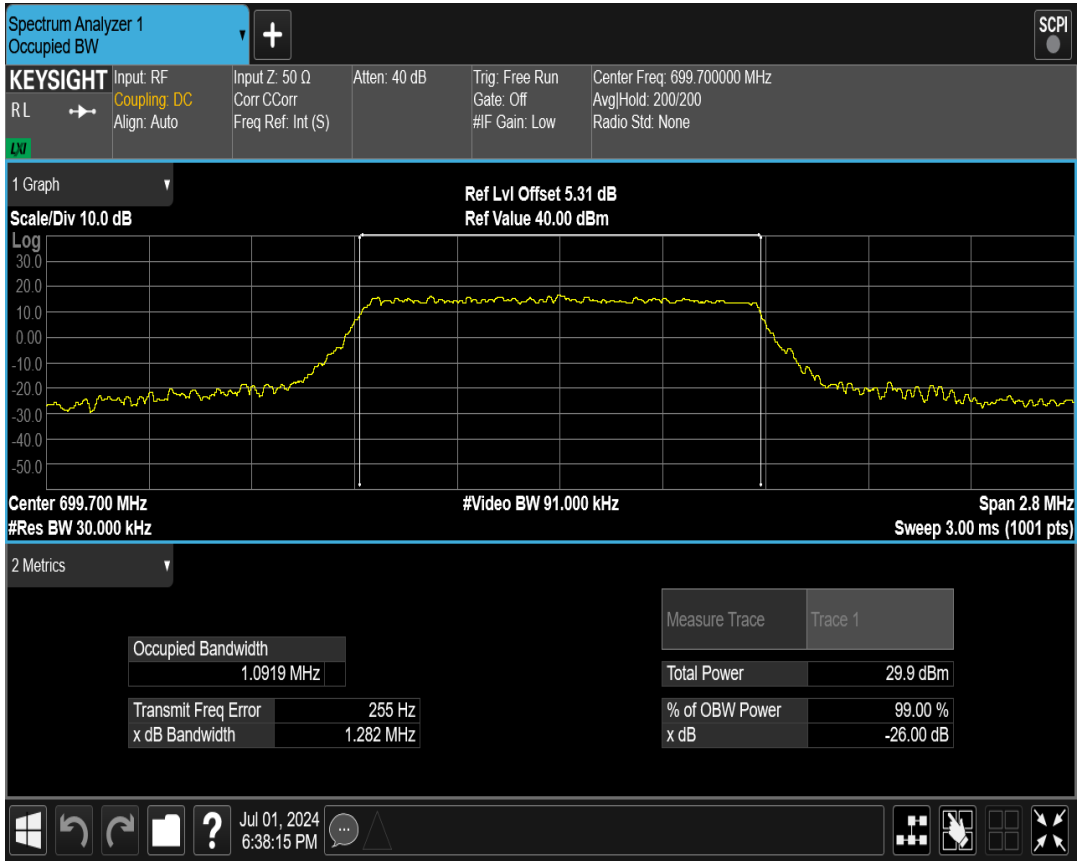 Spectrum Analyzer 1
Occupied BW
SCPI
KEYSIGHT
RL
LXI
Input: RF
Coupling: DC
Align: Auto
Input Z: 50 Ω
Corr CCorr
Freq Ref: Int (S)
Atten: 40 dB
Trig: Free Run
Gate: Off
#IF Gain: Low
Center Freq: 699.700000 MHz
Avg|Hold: 200/200
Radio Std: None
1 Graph
Scale/Div 10.0 dB
Ref Lvl Offset 5.31 dB
Ref Value 40.00 dBm
Log
30.0
20.0
10.0
0.00
-10.0
-20.0
-30.0
-40.0
-50.0
Center 699.700 MHz
#Res BW 30.000 kHz
#Video BW 91.000 kHz
Span 2.8 MHz
Sweep 3.00 ms (1001 pts)
2 Metrics
Occupied Bandwidth
1.0919 MHz
Transmit Freq Error 255 Hz
x dB Bandwidth 1.282 MHz
Measure Trace Trace 1
Total Power 29.9 dBm
% of OBW Power 99.00 %
x dB -26.00 dB
Jul 01, 2024
6:38:15 PM